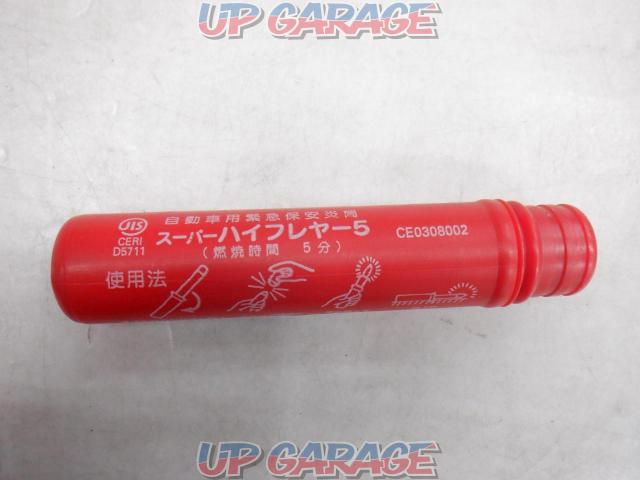 UP GARAGE
JIS
CERI
D5711
自動車用緊急保安炎筒
スーパーハイフレヤー5
(燃焼時間 5分)
CE0308002
使用法
UP GARAGE